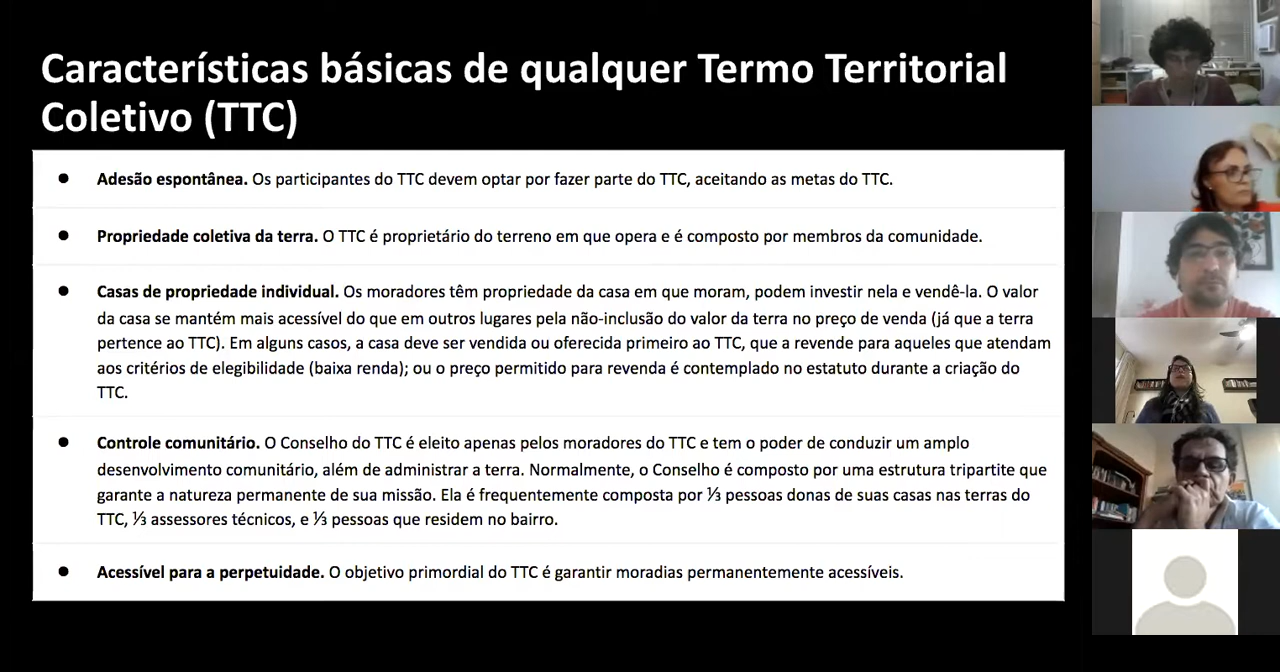 Características básicas de qualquer Termo Territorial
Coletivo (TTC)
● Adesão espontânea. Os participantes do TTC devem optar por fazer parte do TTC, aceitando as metas do TTC.
● Propriedade coletiva da terra. O TTC é proprietário do terreno em que opera e é composto por membros da comunidade.
● Casas de propriedade individual. Os moradores têm propriedade da casa em que moram, podem investir nela e vendê-la. O valor
da casa se mantém mais acessível do que em outros lugares pela não-inclusão do valor da terra no preço de venda (já que a terra
pertence ao TTC). Em alguns casos, a casa deve ser vendida ou oferecida primeiro ao TTC, que a revende para aqueles que atendam
aos critérios de elegibilidade (baixa renda); ou o preço permitido para revenda é contemplado no estatuto durante a criação do
TTC.
● Controle comunitário. O Conselho do TTC é eleito apenas pelos moradores do TTC e tem o poder de conduzir um amplo
desenvolvimento comunitário, além de administrar a terra. Normalmente, o Conselho é composto por uma estrutura tripartite que
garante a natureza permanente de sua missão. Ela é frequentemente composta por ⅓ pessoas donas de suas casas nas terras do
TTC, ⅓ assessores técnicos, e ⅓ pessoas que residem no bairro.
● Acessível para a perpetuidade. O objetivo primordial do TTC é garantir moradias permanentemente acessíveis.